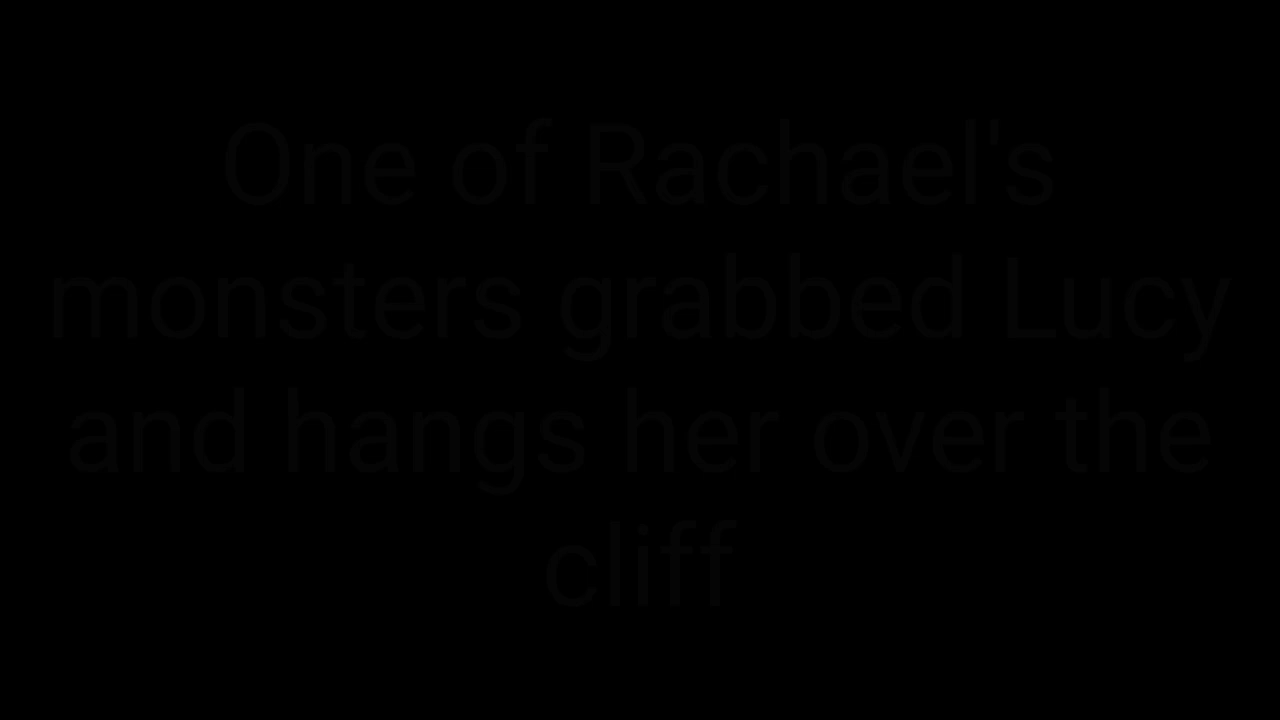 One of Rachael's
monsters grabbed Lucy
and hangs her over the
cliff